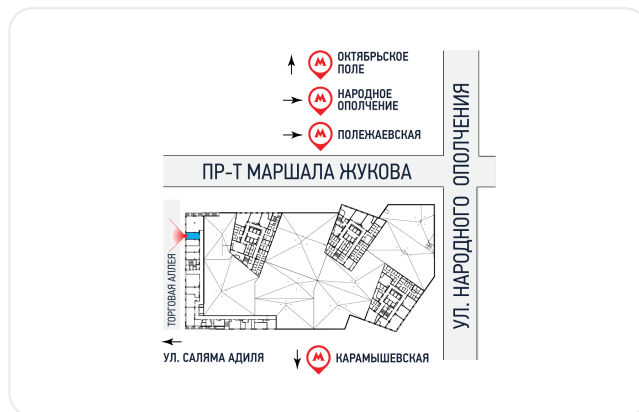 ОКТЯБРЬСКОЕ
ПОЛЕ
НАРОДНОЕ
ОПОЛЧЕНИЕ
ПОЛЕЖАЕВСКАЯ
ПР-Т МАРШАЛА ЖУКОВА
УЛ. НАРОДНОГО ОПОЛЧЕНИЯ
ТОРГОВАЯ АЛЛЕЯ
УЛ. САЛЯМА АДИЛЯ
КАРАМЫШЕВСКАЯ